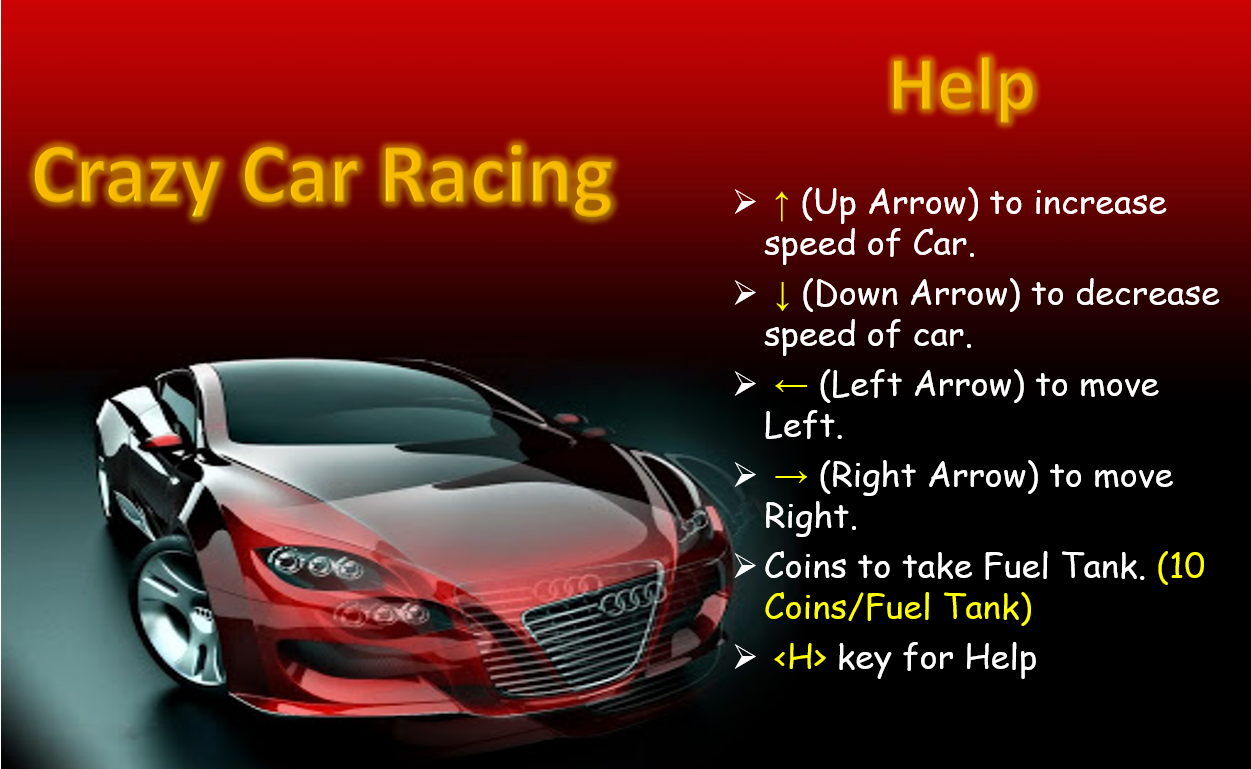 Crazy Car Racing
Help
➢ ↑ (Up Arrow) to increase
speed of Car.
➢ ↓ (Down Arrow) to decrease
speed of car.
➢ ← (Left Arrow) to move
Left.
➢ → (Right Arrow) to move
Right.
➢ Coins to take Fuel Tank. (10
Coins/Fuel Tank)
➢ <H> key for Help